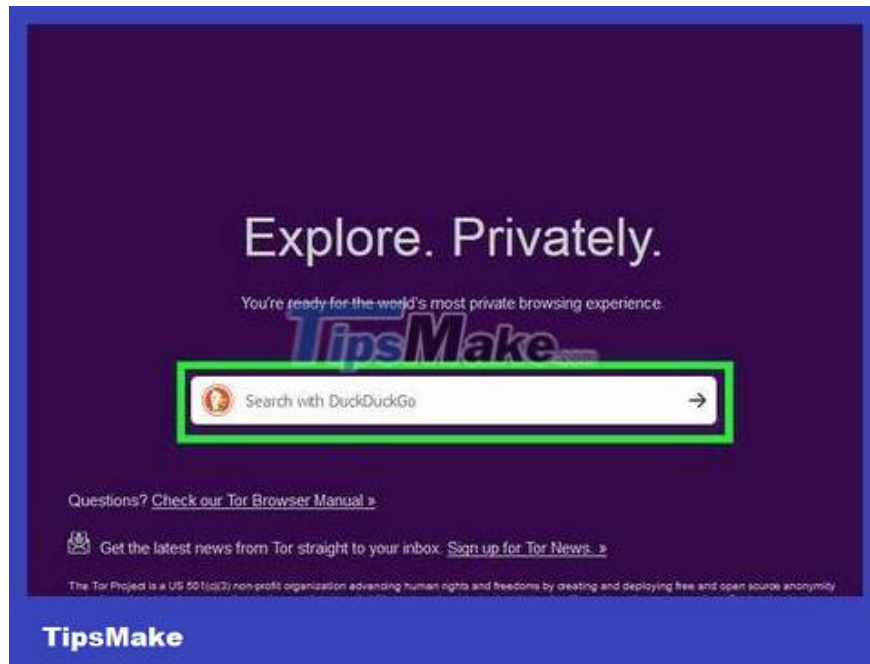 Explore. Privately.
You're ready for the world's most private browsing experience.
TipsMake.com
Search with DuckDuckGo
Questions? Check our Tor Browser Manual »
Get the latest news from Tor straight to your inbox. Sign up for Tor News. »
The Tor Project is a US 501(c)(3) non-profit organization advancing human rights and freedoms by creating and deploying free and open source anonymity
TipsMake